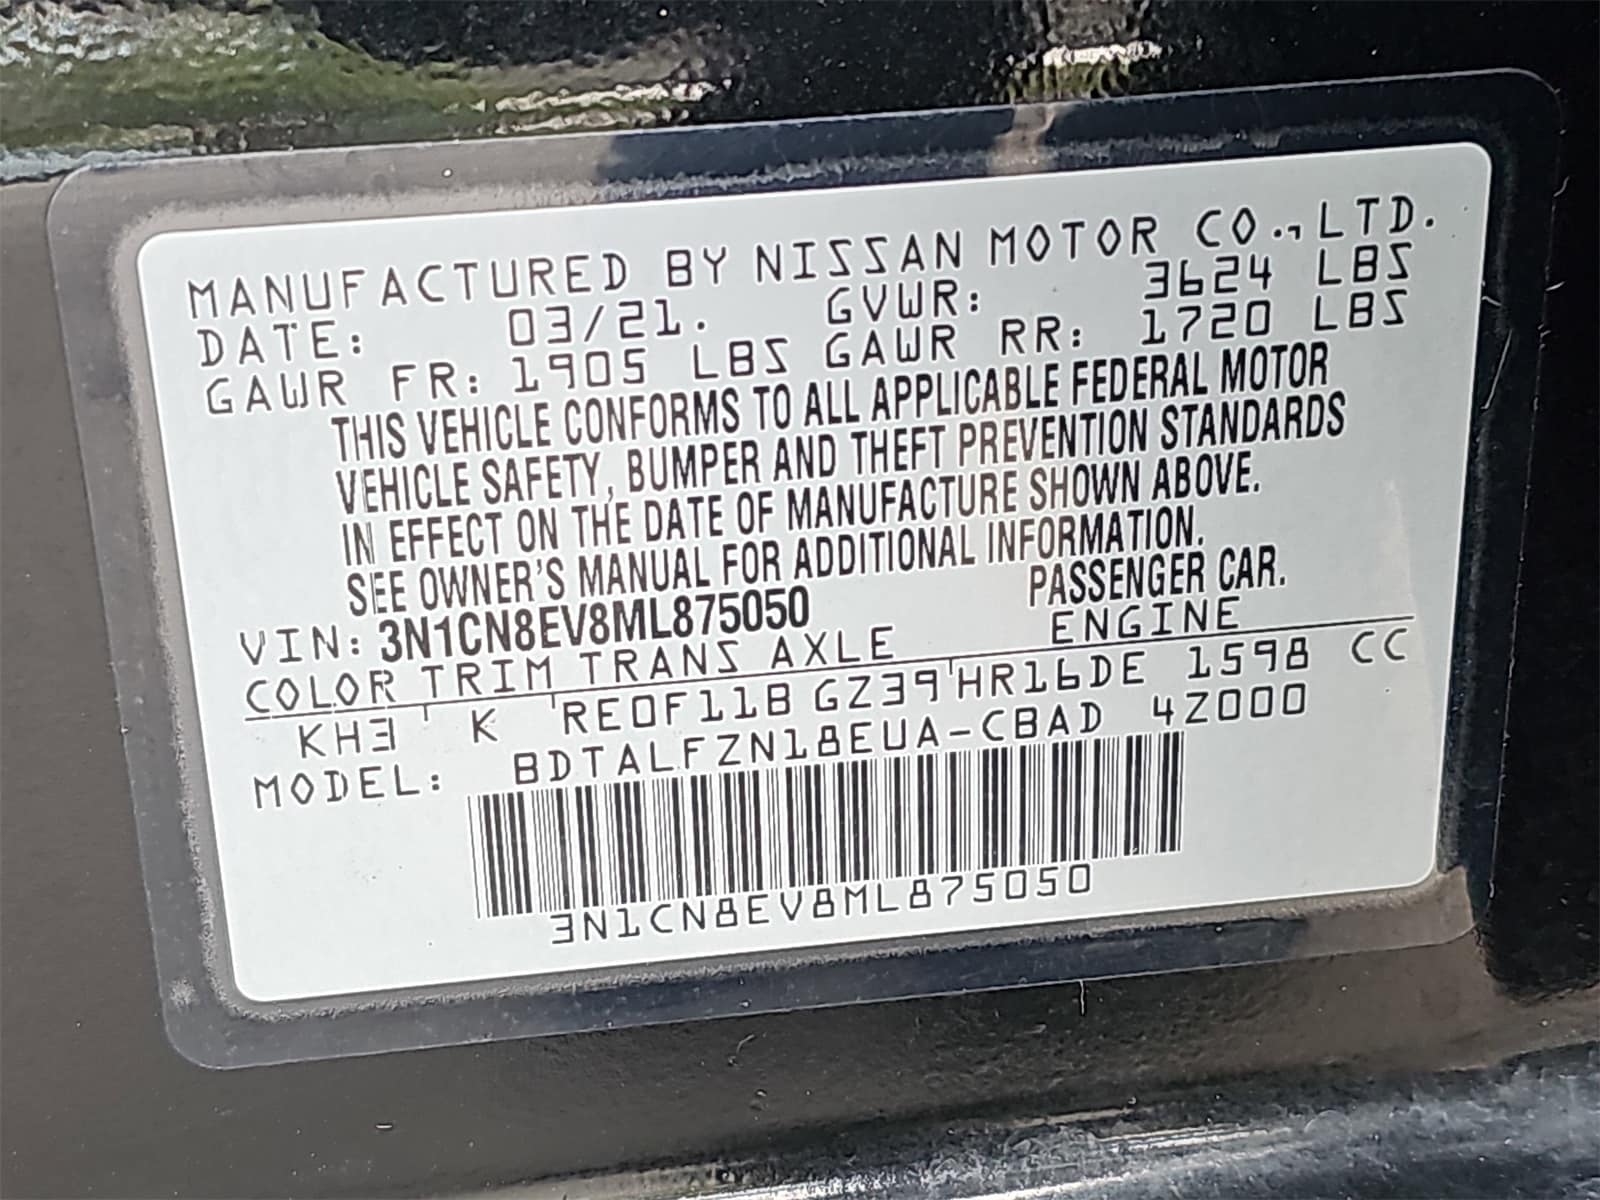 MANUFACTURED BY NISSAN MOTOR CO., LTD.
DATE: 03/21. GVWR: 3624 LBS
GAWR FR: 1905 LBS GAWR RR: 1720 LBS
THIS VEHICLE CONFORMS TO ALL APPLICABLE FEDERAL MOTOR
VEHICLE SAFETY, BUMPER AND THEFT PREVENTION STANDARDS
IN EFFECT ON THE DATE OF MANUFACTURE SHOWN ABOVE.
SEE OWNER'S MANUAL FOR ADDITIONAL INFORMATION.
VIN: 3N1CN8EV8ML875050 PASSENGER CAR.
COLOR TRIM TRANS AXLE ENGINE
KH3 K RE0F11B GZ39 HR16DE 1598 CC
MODEL: BDTALFZN18EUA-CBAD 4Z000
3N1CN8EV8ML875050